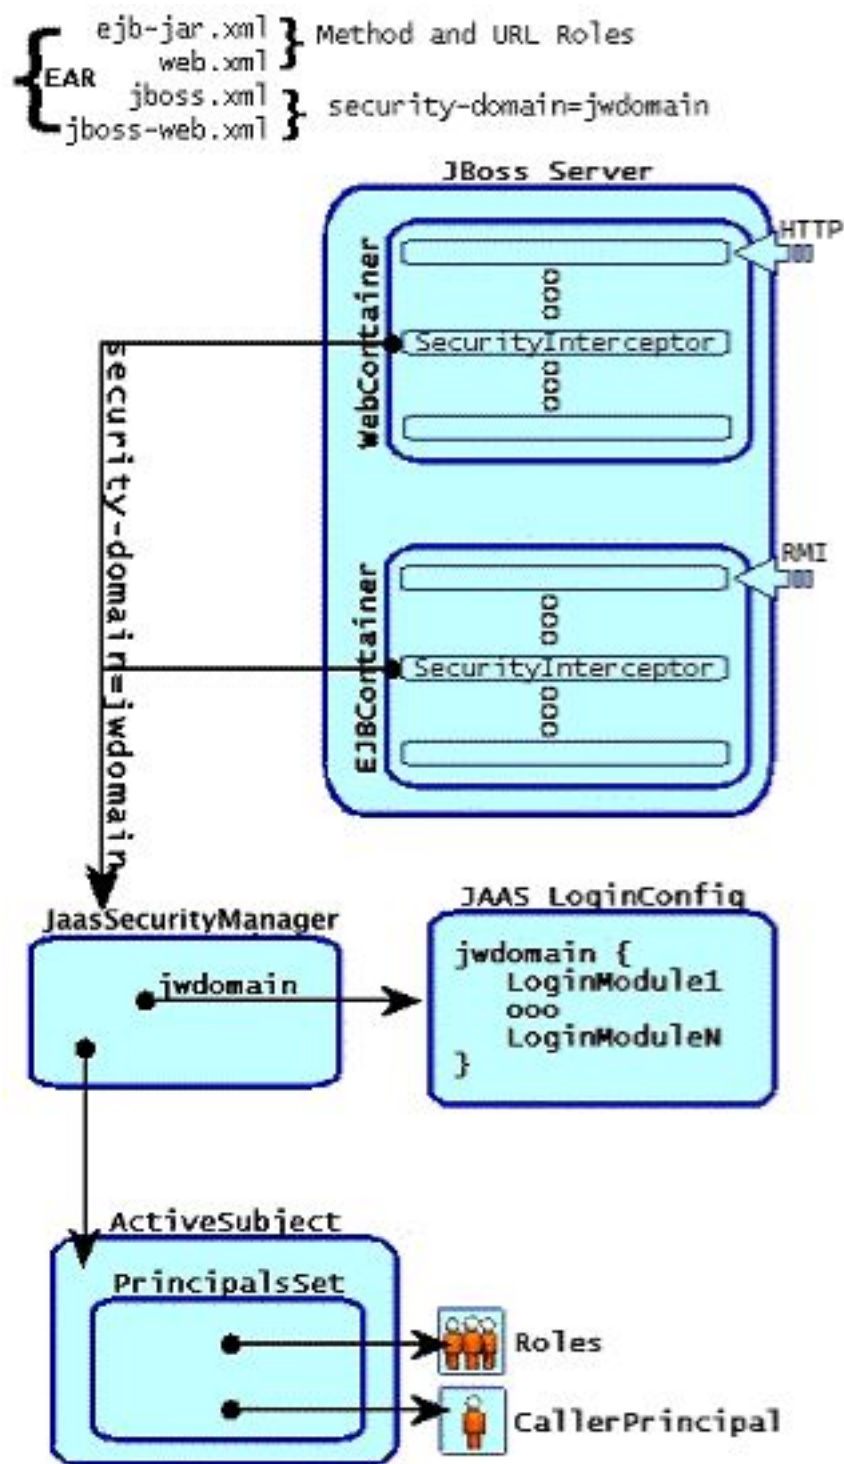 ejb-jar.xml
web.xml
Method and URL Roles
EAR
jboss.xml
jboss-web.xml
security-domain=jwdomain
JBoss Server
HTTP
WebContainer
SecurityInterceptor
security-domain=jwdomain
RMI
EJBContainer
SecurityInterceptor
JaasSecurityManager
jwdomain
JAAS LoginConfig
jwdomain {
LoginModule1
ooo
LoginModuleN
}
ActiveSubject
PrincipalsSet
Roles
CallerPrincipal